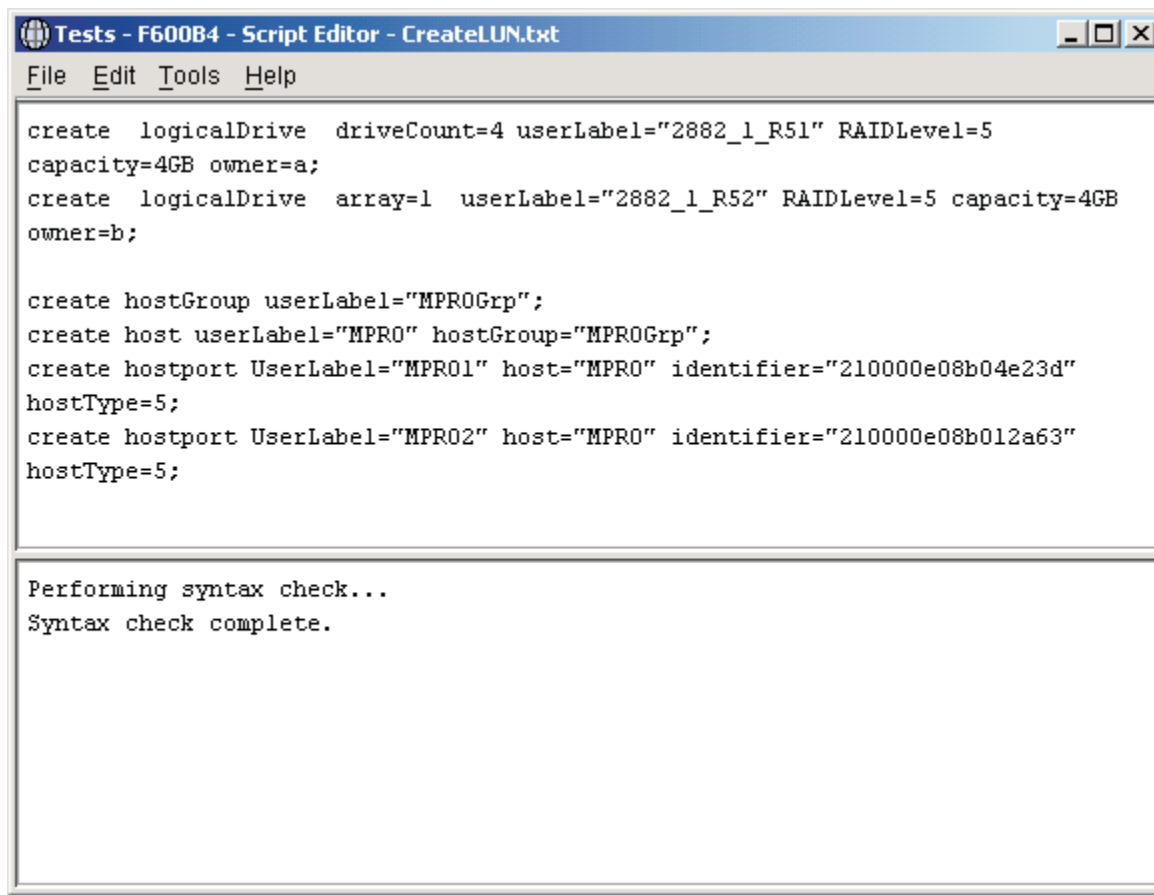 Tests - F600B4 - Script Editor - CreateLUN.txt
File Edit Tools Help
create  logicalDrive  driveCount=4 userLabel="2882_1_R51" RAIDLevel=5
capacity=4GB owner=a;
create  logicalDrive  array=1  userLabel="2882_1_R52" RAIDLevel=5 capacity=4GB
owner=b;
create hostGroup userLabel="MPR0Grp";
create host userLabel="MPR0" hostGroup="MPR0Grp";
create hostport UserLabel="MPR01" host="MPR0" identifier="210000e08b04e23d"
hostType=5;
create hostport UserLabel="MPR02" host="MPR0" identifier="210000e08b012a63"
hostType=5;
Performing syntax check...
Syntax check complete.